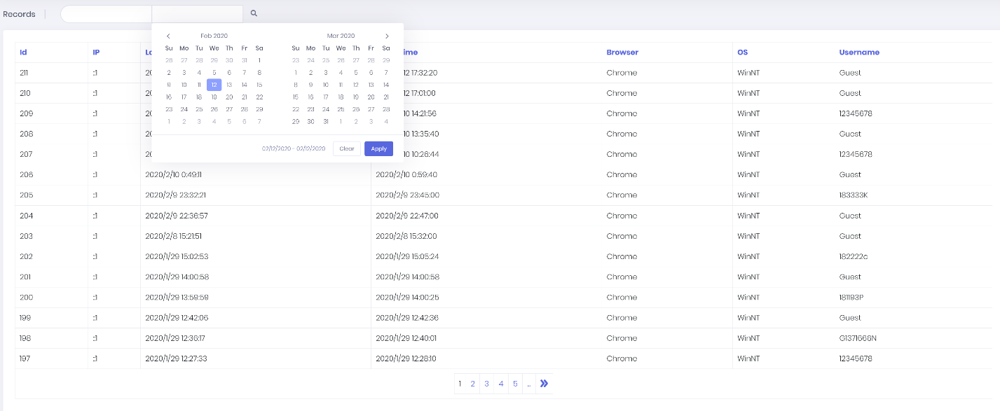 Records
Feb 2020 Mar 2020
Su Mo Tu We Th Fr Sa Su Mo Tu We Th Fr Sa
26 27 28 29 30 31 1 23 24 25 26 27 28 29
2 3 4 5 6 7 8 1 2 3 4 5 6 7
9 10 11 12 13 14 15 8 9 10 11 12 13 14
16 17 18 19 20 21 22 15 16 17 18 19 20 21
23 24 25 26 27 28 29 22 23 24 25 26 27 28
1 2 3 4 5 6 7 29 30 31 1 2 3 4
02/12/2020 - 02/12/2020 Clear Apply
Id IP Lo ime Browser OS Username
211 ::1 20 12 17:32:20 Chrome WinNT Guest
210 ::1 20 12 17:01:00 Chrome WinNT Guest
209 ::1 20 10 14:21:56 Chrome WinNT 12345678
208 ::1 20 10 13:35:40 Chrome WinNT Guest
207 ::1 20 10 10:26:44 Chrome WinNT 12345678
206 ::1 2020/2/10 0:49:11 2020/2/10 0:59:40 Chrome WinNT Guest
205 ::1 2020/2/9 23:32:21 2020/2/9 23:45:00 Chrome WinNT 183333K
204 ::1 2020/2/9 22:36:57 2020/2/9 22:47:00 Chrome WinNT Guest
203 ::1 2020/2/8 15:21:51 2020/2/8 15:32:00 Chrome WinNT Guest
202 ::1 2020/1/29 15:02:53 2020/1/29 15:05:24 Chrome WinNT 182222c
201 ::1 2020/1/29 14:00:58 2020/1/29 14:00:58 Chrome WinNT Guest
200 ::1 2020/1/29 13:59:59 2020/1/29 14:00:25 Chrome WinNT 181193P
199 ::1 2020/1/29 12:42:06 2020/1/29 12:42:36 Chrome WinNT Guest
198 ::1 2020/1/29 12:36:17 2020/1/29 12:40:01 Chrome WinNT G1371666N
197 ::1 2020/1/29 12:27:33 2020/1/29 12:28:10 Chrome WinNT 12345678
1 2 3 4 5 ... »